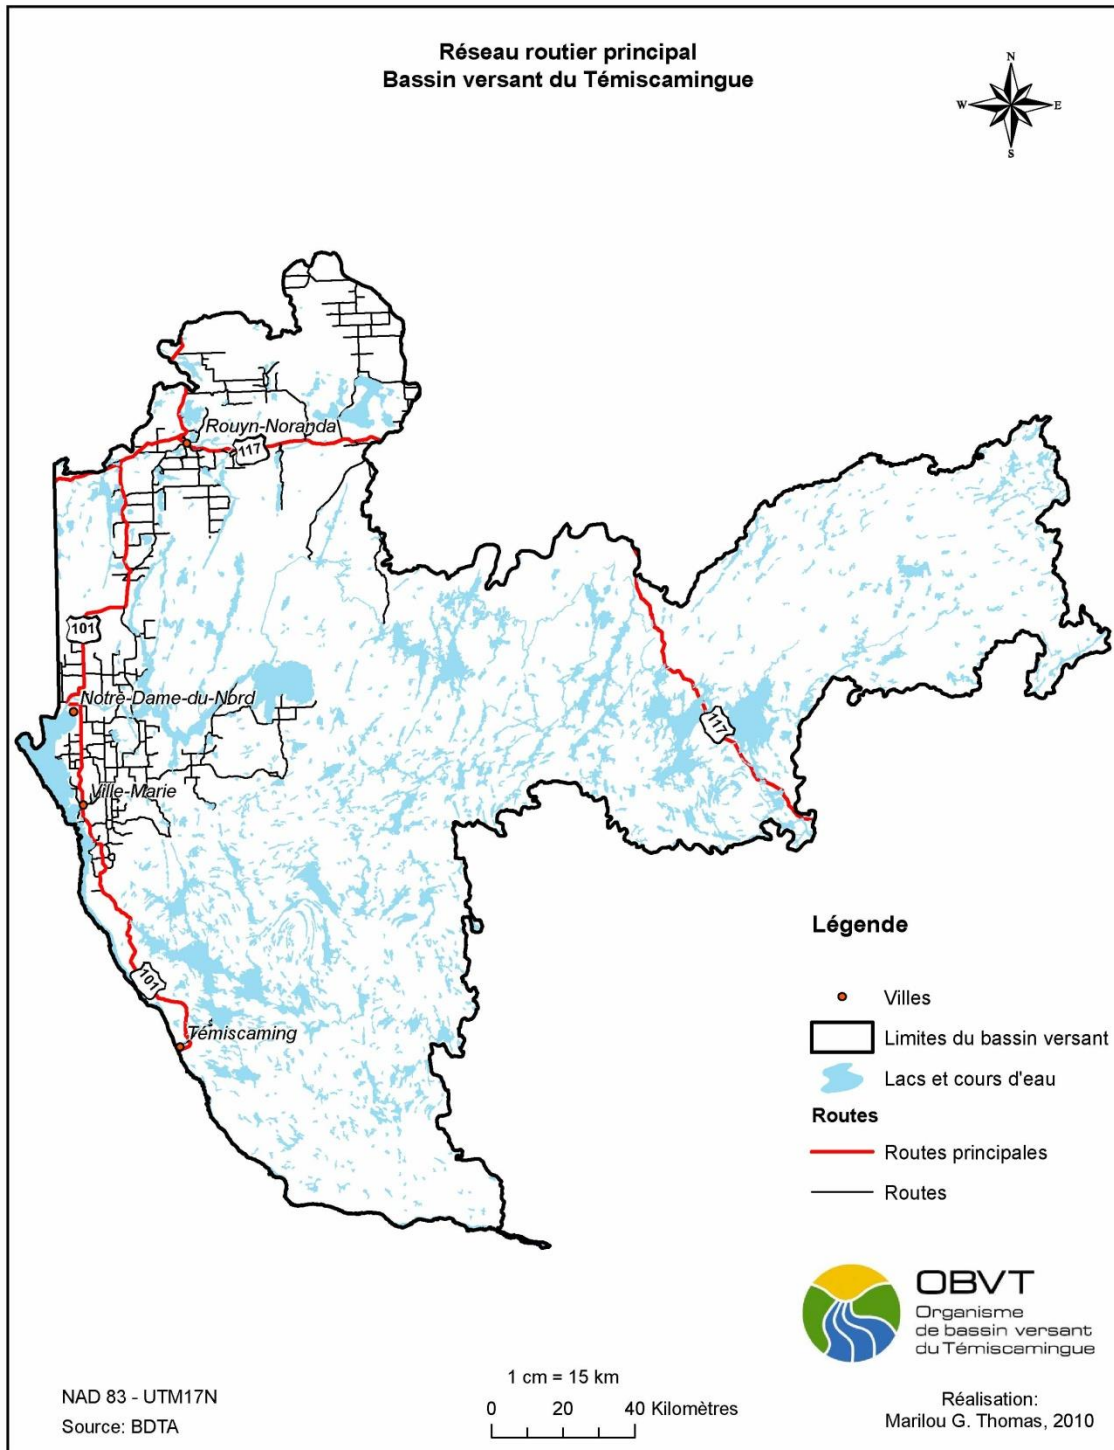 Réseau routier principal
Bassin versant du Témiscamingue
N
W
E
S
Rouyn-Noranda
117
101
Notre-Dame-du-Nord
117
Ville-Marie
101
Témiscaming
Légende
Villes
Limites du bassin versant
Lacs et cours d'eau
Routes
Routes principales
Routes
OBVT
Organisme
de bassin versant
du Témiscamingue
1 cm = 15 km
0 20 40 Kilomètres
NAD 83 - UTM17N
Source: BDTA
Réalisation:
Marilou G. Thomas, 2010